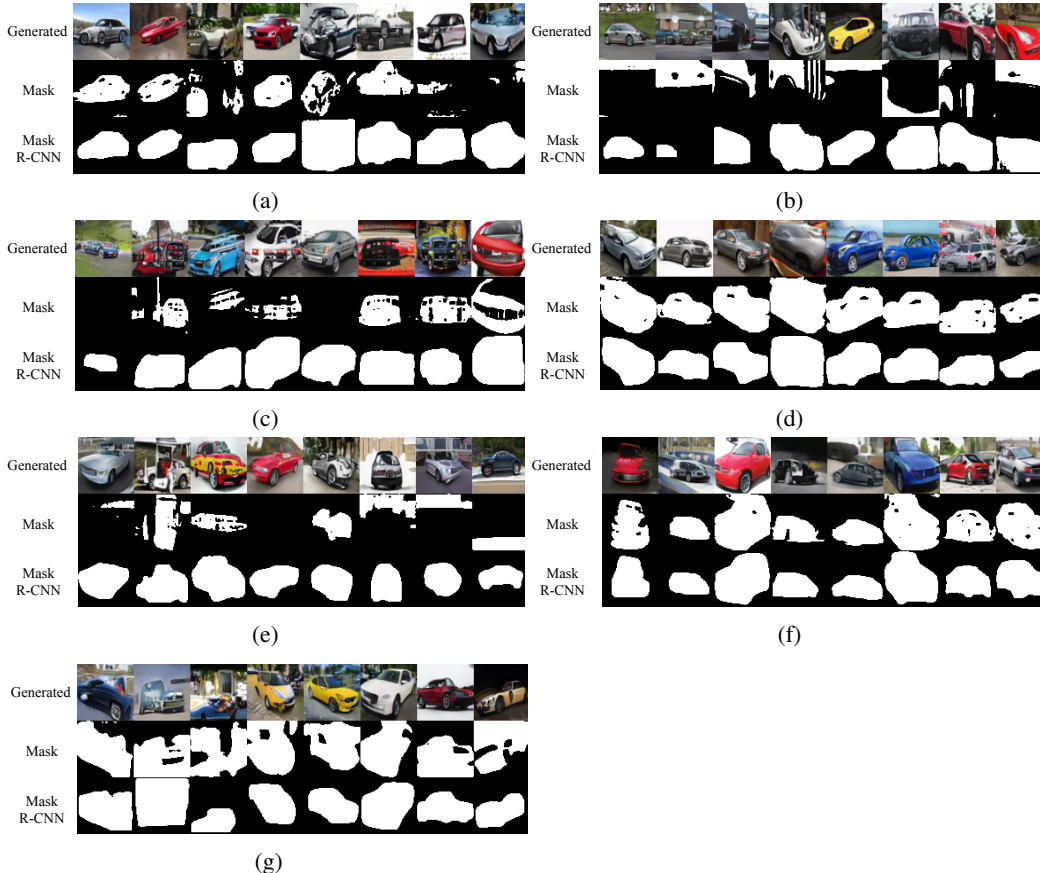 Generated
Mask
Mask
R-CNN
(a)
Generated
Mask
Mask
R-CNN
(b)
Generated
Mask
Mask
R-CNN
(c)
Generated
Mask
Mask
R-CNN
(d)
Generated
Mask
Mask
R-CNN
(e)
Generated
Mask
Mask
R-CNN
(f)
Generated
Mask
Mask
R-CNN
(g)